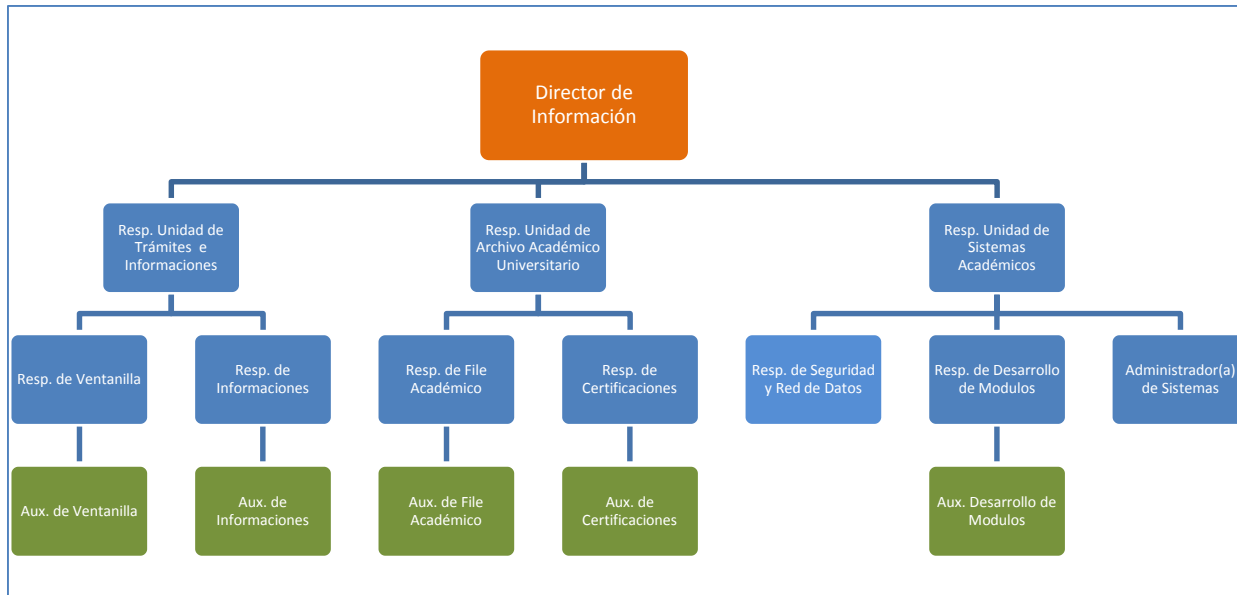 Director de
Información
Resp. Unidad de
Trámites e
Informaciones
Resp. Unidad de
Archivo Académico
Universitario
Resp. Unidad de
Sistemas
Académicos
Resp. de Ventanilla
Resp. de
Informaciones
Resp. de File
Académico
Resp. de
Certificaciones
Resp. de Seguridad
y Red de Datos
Resp. de Desarrollo
de Modulos
Administrador(a)
de Sistemas
Aux. de Ventanilla
Aux. de
Informaciones
Aux. de File
Académico
Aux. de
Certificaciones
Aux. Desarrollo de
Modulos